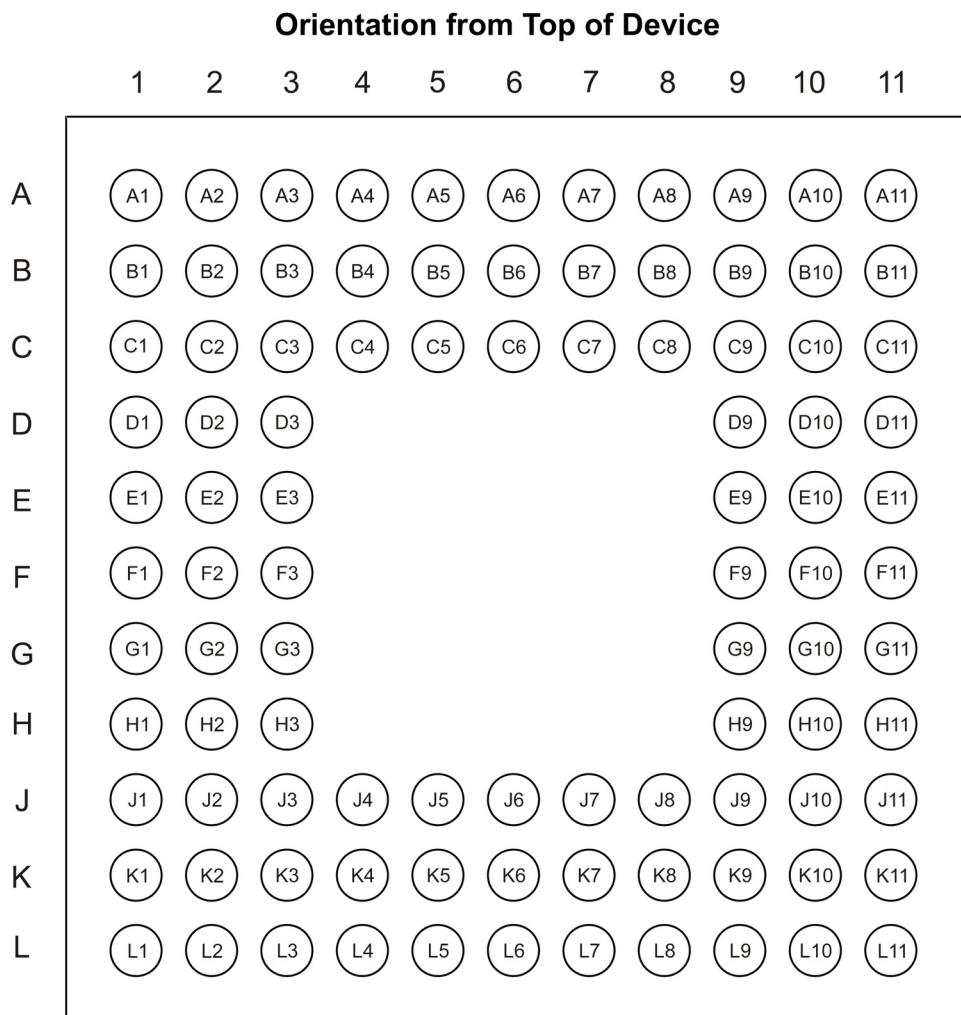 Orientation from Top of Device
1 2 3 4 5 6 7 8 9 10 11
A A1 A2 A3 A4 A5 A6 A7 A8 A9 A10 A11
B B1 B2 B3 B4 B5 B6 B7 B8 B9 B10 B11
C C1 C2 C3 C4 C5 C6 C7 C8 C9 C10 C11
D D1 D2 D3 D9 D10 D11
E E1 E2 E3 E9 E10 E11
F F1 F2 F3 F9 F10 F11
G G1 G2 G3 G9 G10 G11
H H1 H2 H3 H9 H10 H11
J J1 J2 J3 J4 J5 J6 J7 J8 J9 J10 J11
K K1 K2 K3 K4 K5 K6 K7 K8 K9 K10 K11
L L1 L2 L3 L4 L5 L6 L7 L8 L9 L10 L11